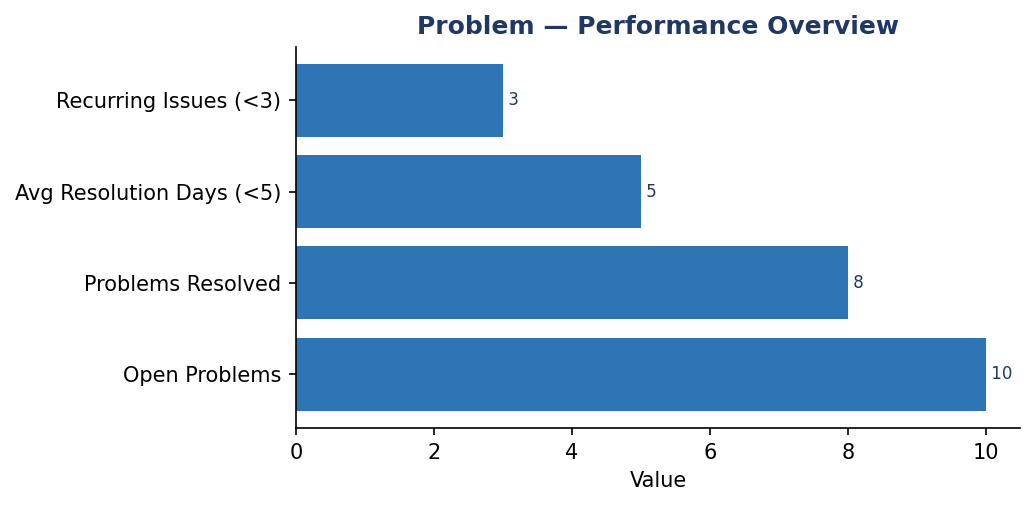 Problem — Performance Overview
Recurring Issues (<3)
3
Avg Resolution Days (<5)
5
Problems Resolved
8
Open Problems
10
0 2 4 6 8 10
Value